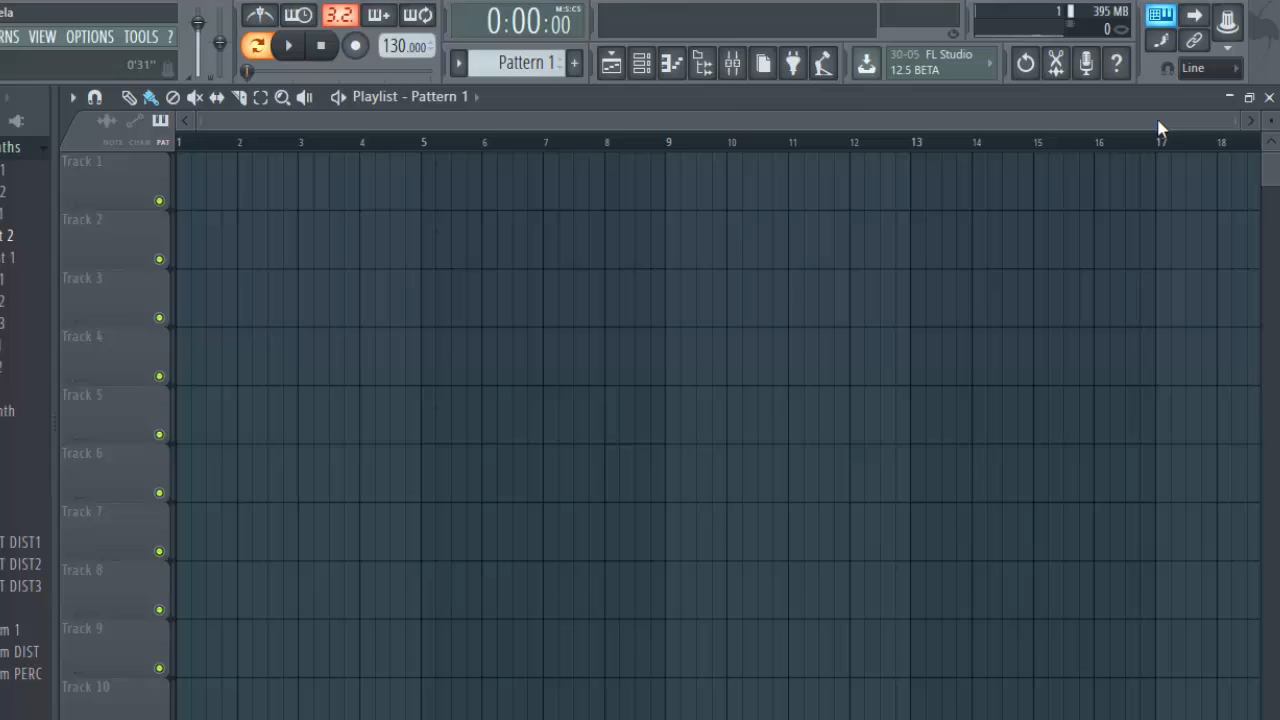 ela
M:S:CS
3.2
0:00:00
1
395 MB
0
RNS VIEW OPTIONS TOOLS ?
130.000
Pattern 1
30-05 FL Studio
12.5 BETA
Line
0'31"
Playlist - Pattern 1
NOTE CHAN PAT
1 2 3 4 5 6 7 8 9 10 11 12 13 14 15 16 17 18
nths
1
2
1
t 2
t 1
1
2
3
1
2
nth
T DIST1
T DIST2
T DIST3
m 1
m DIST
m PERC
Track 1
Track 2
Track 3
Track 4
Track 5
Track 6
Track 7
Track 8
Track 9
Track 10